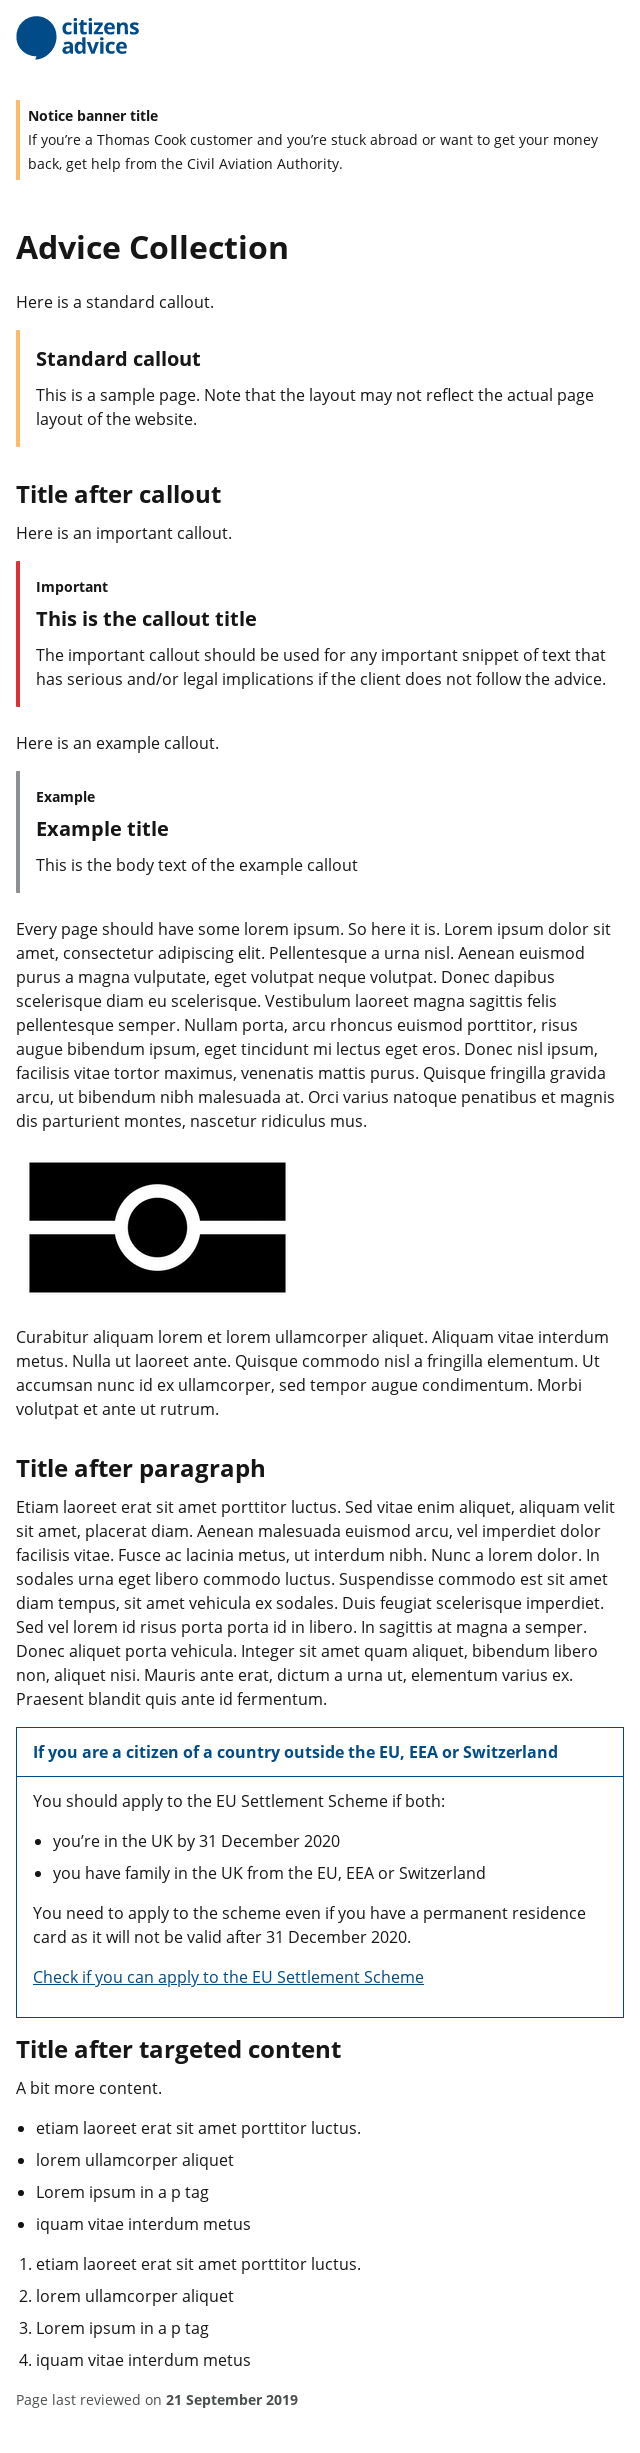 citizens
advice
Notice banner title
If you’re a Thomas Cook customer and you’re stuck abroad or want to get your money
back, get help from the Civil Aviation Authority.
Advice Collection
Here is a standard callout.
Standard callout
This is a sample page. Note that the layout may not reflect the actual page
layout of the website.
Title after callout
Here is an important callout.
Important
This is the callout title
The important callout should be used for any important snippet of text that
has serious and/or legal implications if the client does not follow the advice.
Here is an example callout.
Example
Example title
This is the body text of the example callout
Every page should have some lorem ipsum. So here it is. Lorem ipsum dolor sit
amet, consectetur adipiscing elit. Pellentesque a urna nisl. Aenean euismod
purus a magna vulputate, eget volutpat neque volutpat. Donec dapibus
scelerisque diam eu scelerisque. Vestibulum laoreet magna sagittis felis
pellentesque semper. Nullam porta, arcu rhoncus euismod porttitor, risus
augue bibendum ipsum, eget tincidunt mi lectus eget eros. Donec nisl ipsum,
facilisis vitae tortor maximus, venenatis mattis purus. Quisque fringilla gravida
arcu, ut bibendum nibh malesuada at. Orci varius natoque penatibus et magnis
dis parturient montes, nascetur ridiculus mus.
Curabitur aliquam lorem et lorem ullamcorper aliquet. Aliquam vitae interdum
metus. Nulla ut laoreet ante. Quisque commodo nisl a fringilla elementum. Ut
accumsan nunc id ex ullamcorper, sed tempor augue condimentum. Morbi
volutpat et ante ut rutrum.
Title after paragraph
Etiam laoreet erat sit amet porttitor luctus. Sed vitae enim aliquet, aliquam velit
sit amet, placerat diam. Aenean malesuada euismod arcu, vel imperdiet dolor
facilisis vitae. Fusce ac lacinia metus, ut interdum nibh. Nunc a lorem dolor. In
sodales urna eget libero commodo luctus. Suspendisse commodo est sit amet
diam tempus, sit amet vehicula ex sodales. Duis feugiat scelerisque imperdiet.
Sed vel lorem id risus porta porta id in libero. In sagittis at magna a semper.
Donec aliquet porta vehicula. Integer sit amet quam aliquet, bibendum libero
non, aliquet nisi. Mauris ante erat, dictum a urna ut, elementum varius ex.
Praesent blandit quis ante id fermentum.
If you are a citizen of a country outside the EU, EEA or Switzerland
You should apply to the EU Settlement Scheme if both:
• you’re in the UK by 31 December 2020
• you have family in the UK from the EU, EEA or Switzerland
You need to apply to the scheme even if you have a permanent residence
card as it will not be valid after 31 December 2020.
Check if you can apply to the EU Settlement Scheme
Title after targeted content
A bit more content.
• etiam laoreet erat sit amet porttitor luctus.
• lorem ullamcorper aliquet
• Lorem ipsum in a p tag
• iquam vitae interdum metus
1. etiam laoreet erat sit amet porttitor luctus.
2. lorem ullamcorper aliquet
3. Lorem ipsum in a p tag
4. iquam vitae interdum metus
Page last reviewed on 21 September 2019